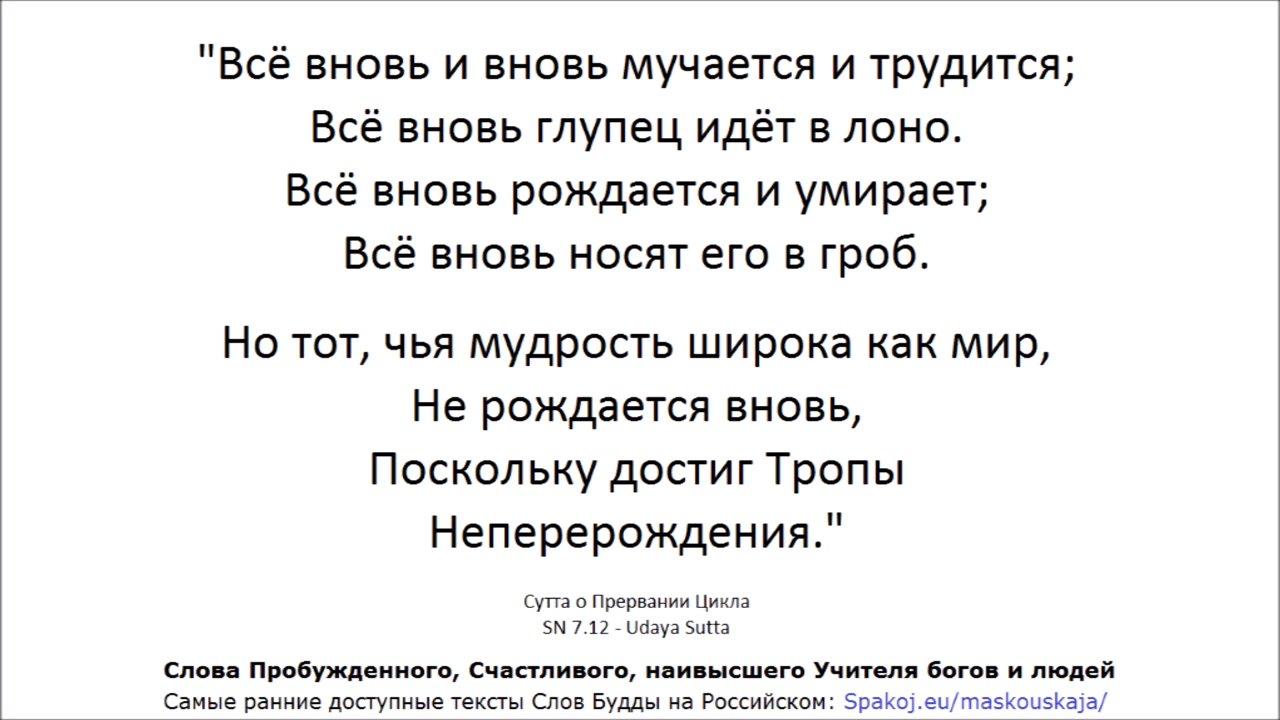 "Всё вновь и вновь мучается и трудится;
Всё вновь глупец идёт в лоно.
Всё вновь рождается и умирает;
Всё вновь носят его в гроб.
Но тот, чья мудрость широка как мир,
Не рождается вновь,
Поскольку достиг Тропы
Неперерождения."
Сутта о Прервании Цикла
SN 7.12 - Udaya Sutta
Слова Пробужденного, Счастливого, наивысшего Учителя богов и людей
Самые ранние доступные тексты Слов Будды на Российском: Spakoj.eu/maskouskaja/